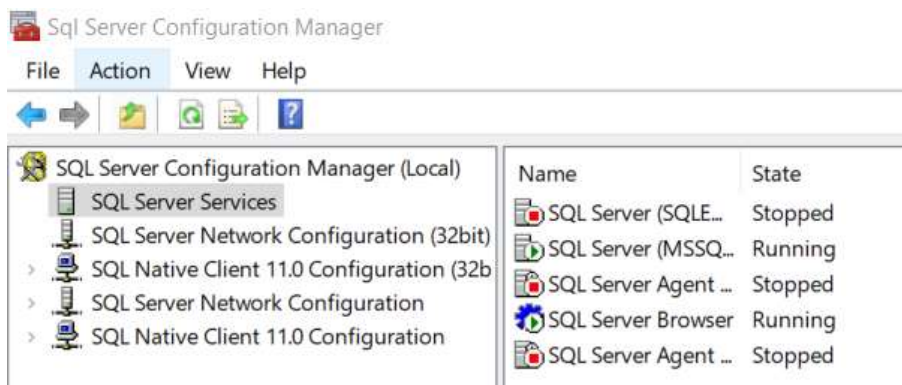 Sql Server Configuration Manager
File Action View Help
SQL Server Configuration Manager (Local)
SQL Server Services
SQL Server Network Configuration (32bit)
SQL Native Client 11.0 Configuration (32b
SQL Server Network Configuration
SQL Native Client 11.0 Configuration
Name State
SQL Server (SQLE... Stopped
SQL Server (MSSQ... Running
SQL Server Agent ... Stopped
SQL Server Browser Running
SQL Server Agent ... Stopped